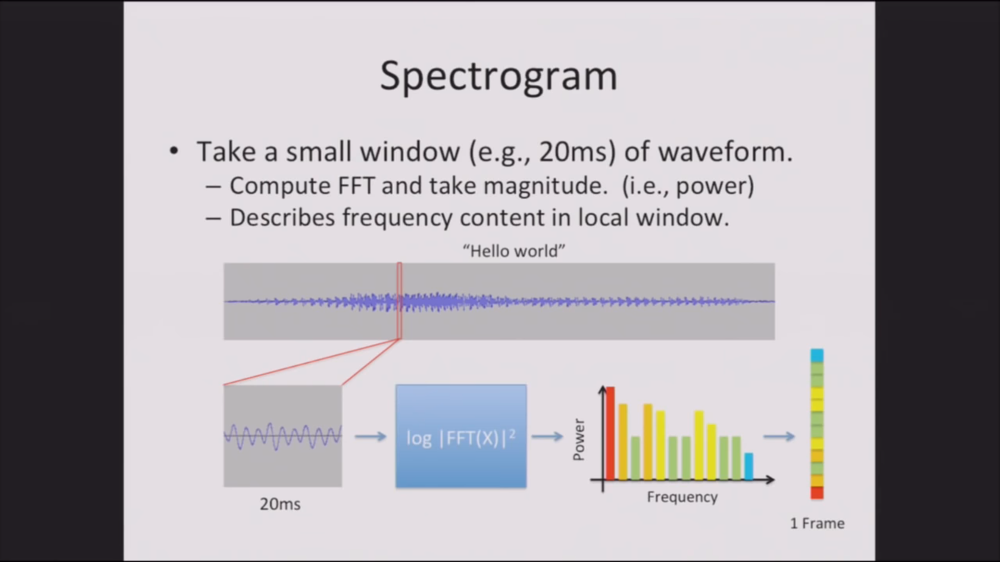 Spectrogram
• Take a small window (e.g., 20ms) of waveform.
– Compute FFT and take magnitude. (i.e., power)
– Describes frequency content in local window.
“Hello world”
log |FFT(X)|²
Power
Frequency
20ms
1 Frame